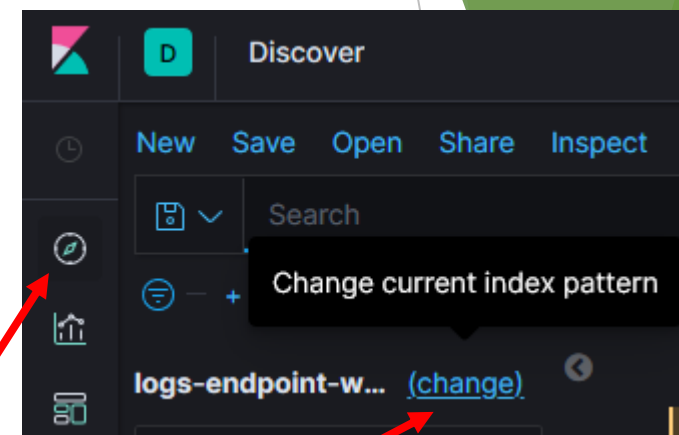 D Discover
New Save Open Share Inspect
Search
+
Change current index pattern
logs-endpoint-w... (change)